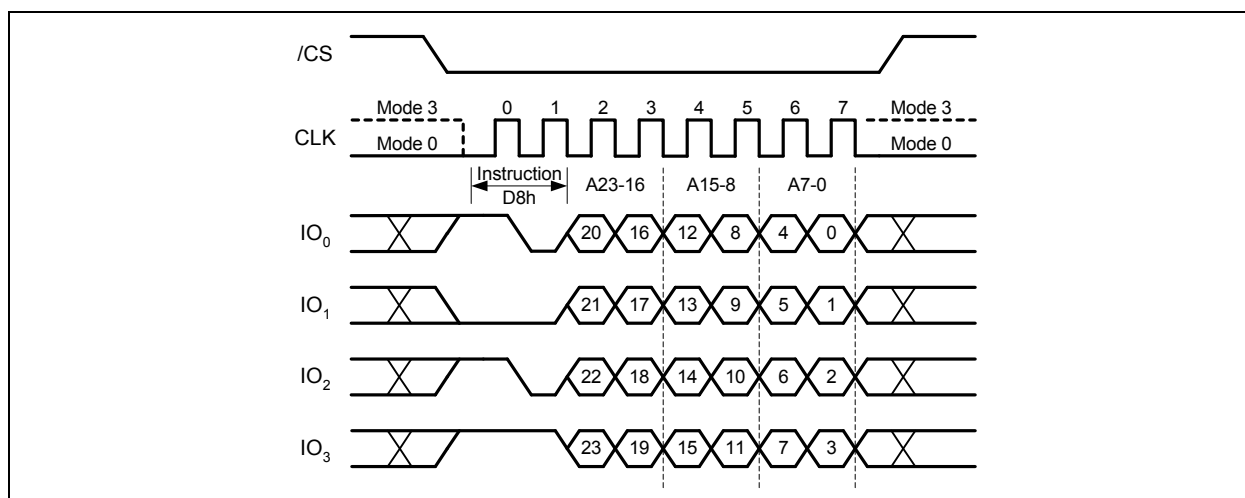 /CS
Mode 3 0 1 2 3 4 5 6 7 Mode 3
CLK Mode 0 Mode 0
Instruction A23-16 A15-8 A7-0
D8h
IO0 20 16 12 8 4 0
IO1 21 17 13 9 5 1
IO2 22 18 14 10 6 2
IO3 23 19 15 11 7 3